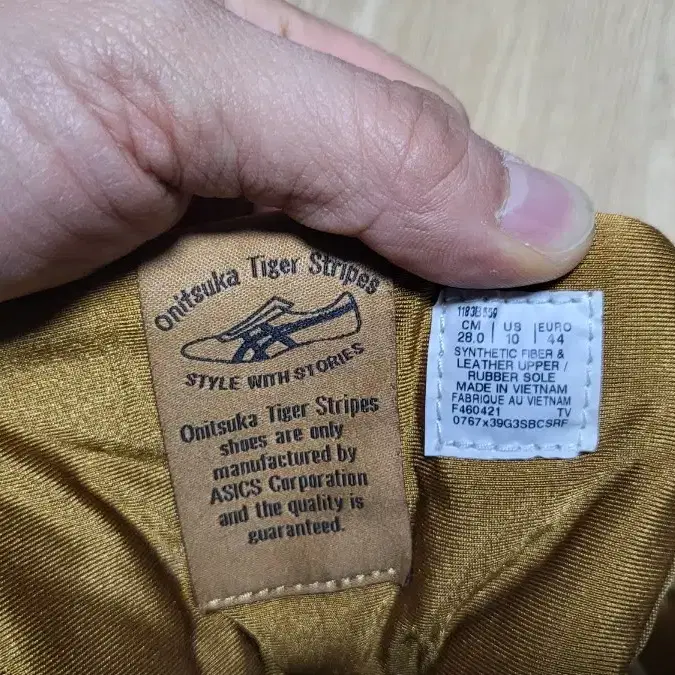 Onitsuka Tiger Stripes
STYLE WITH STORIES
Onitsuka Tiger Stripes
shoes are only
manufactured by
ASICS Corporation
and the quality is
guaranteed.
1183B559
CM | US | EURO
28.0 | 10 | 44
SYNTHETIC FIBER &
LEATHER UPPER /
RUBBER SOLE
MADE IN VIETNAM
FABRIQUE AU VIETNAM
F460421 TV
0767x39G3SBCSRF